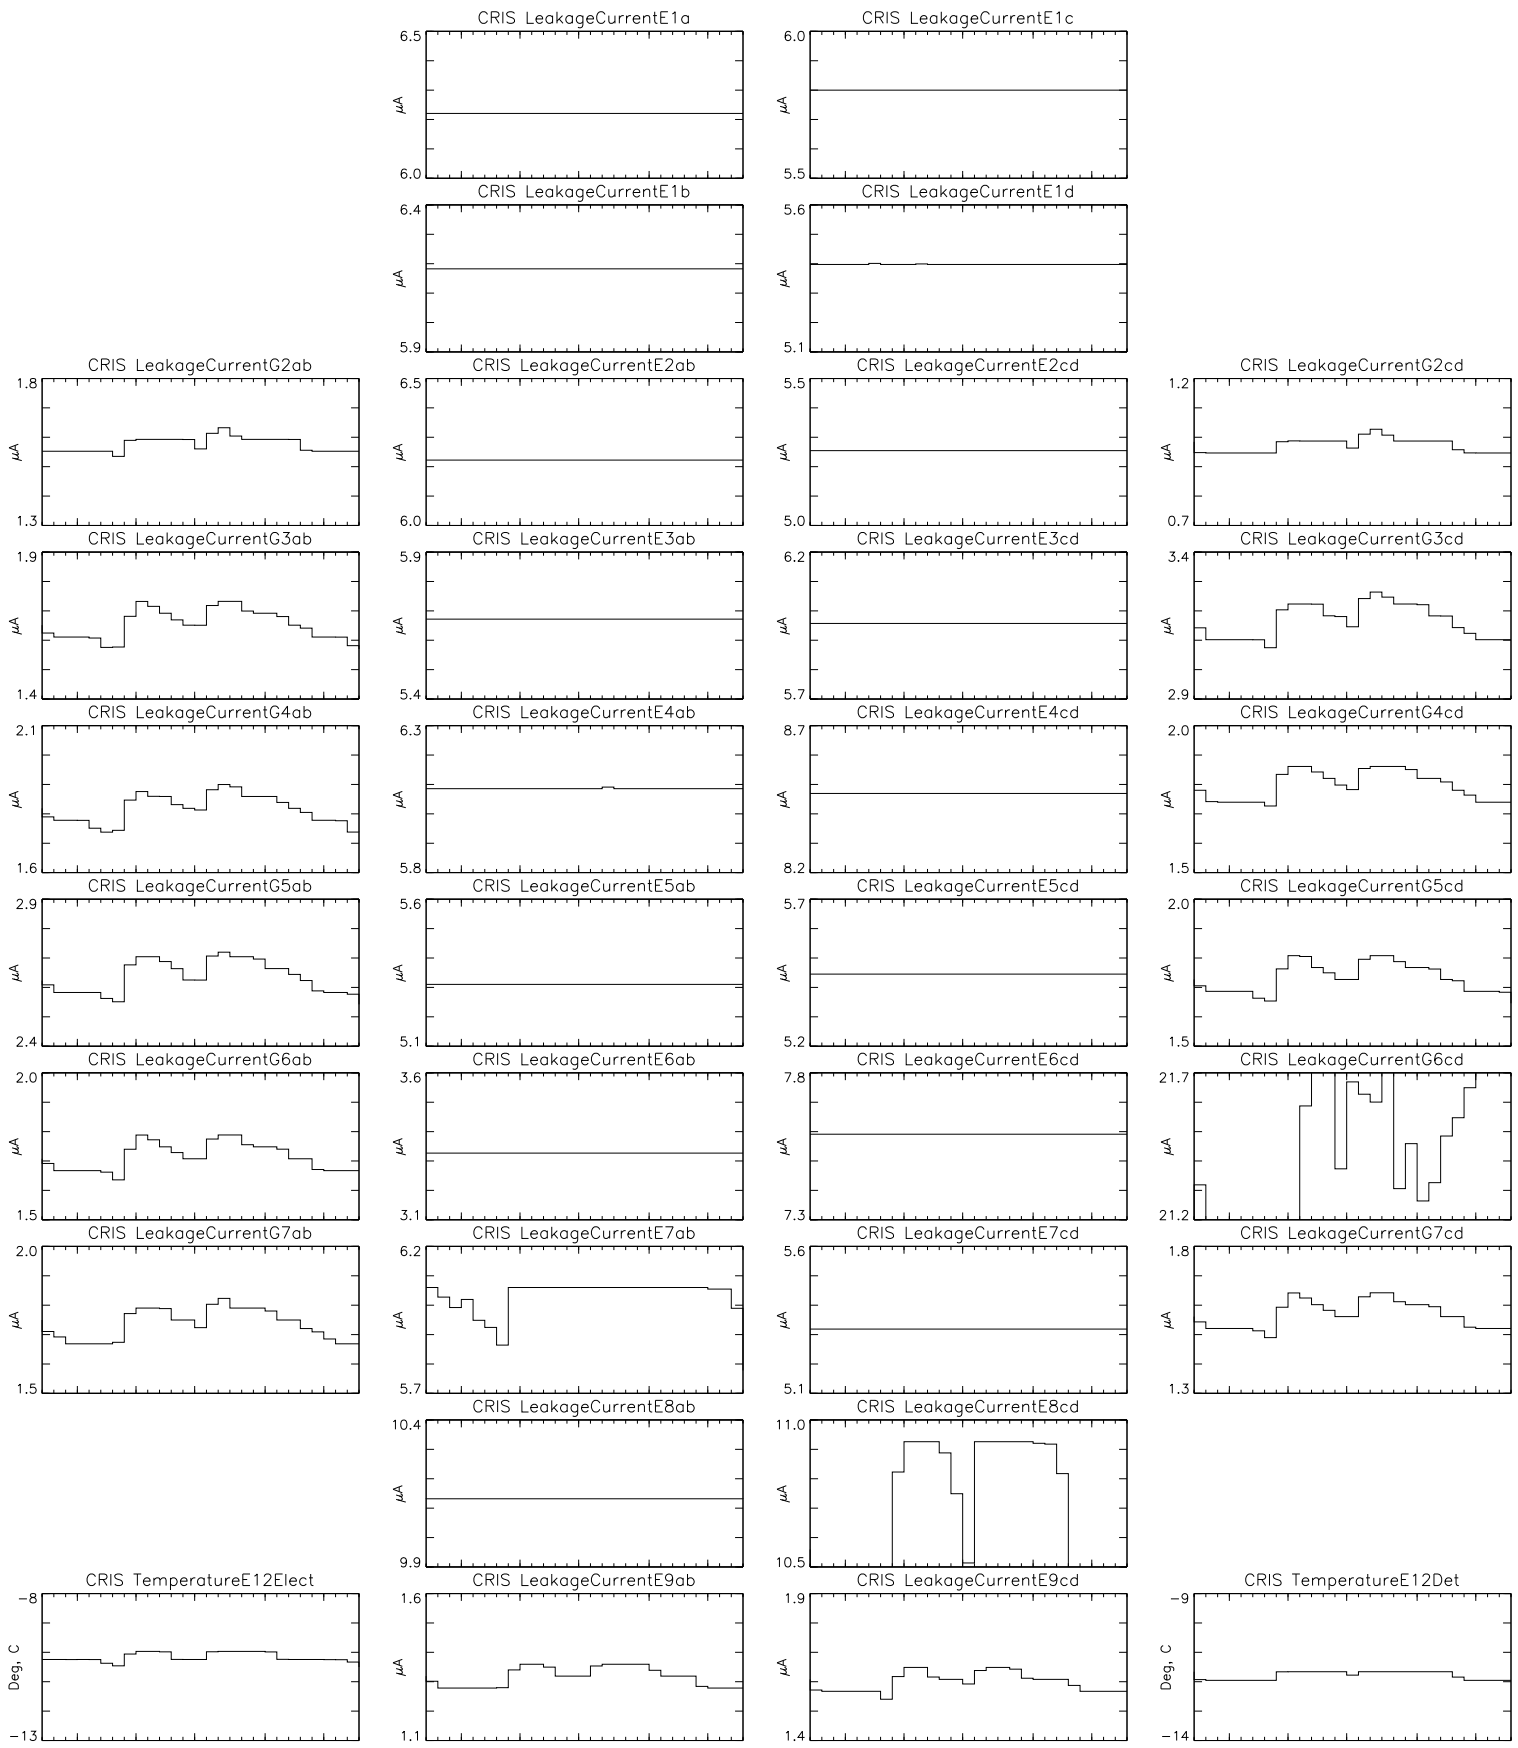 CRIS LeakageCurrentE1a
CRIS LeakageCurrentE1c
6.5
µA
6.0
6.0
µA
5.5
CRIS LeakageCurrentE1b
CRIS LeakageCurrentE1d
6.4
µA
5.9
5.6
µA
5.1
CRIS LeakageCurrentG2ab
CRIS LeakageCurrentE2ab
CRIS LeakageCurrentE2cd
CRIS LeakageCurrentG2cd
1.8
µA
1.3
6.5
µA
6.0
5.5
µA
5.0
1.2
µA
0.7
CRIS LeakageCurrentG3ab
CRIS LeakageCurrentE3ab
CRIS LeakageCurrentE3cd
CRIS LeakageCurrentG3cd
1.9
µA
1.4
5.9
µA
5.4
6.2
µA
5.7
3.4
µA
2.9
CRIS LeakageCurrentG4ab
CRIS LeakageCurrentE4ab
CRIS LeakageCurrentE4cd
CRIS LeakageCurrentG4cd
2.1
µA
1.6
6.3
µA
5.8
8.7
µA
8.2
2.0
µA
1.5
CRIS LeakageCurrentG5ab
CRIS LeakageCurrentE5ab
CRIS LeakageCurrentE5cd
CRIS LeakageCurrentG5cd
2.9
µA
2.4
5.6
µA
5.1
5.7
µA
5.2
2.0
µA
1.5
CRIS LeakageCurrentG6ab
CRIS LeakageCurrentE6ab
CRIS LeakageCurrentE6cd
CRIS LeakageCurrentG6cd
2.0
µA
1.5
3.6
µA
3.1
7.8
µA
7.3
21.7
µA
21.2
CRIS LeakageCurrentG7ab
CRIS LeakageCurrentE7ab
CRIS LeakageCurrentE7cd
CRIS LeakageCurrentG7cd
2.0
µA
1.5
6.2
µA
5.7
5.6
µA
5.1
1.8
µA
1.3
CRIS LeakageCurrentE8ab
CRIS LeakageCurrentE8cd
10.4
µA
9.9
11.0
µA
10.5
CRIS TemperatureE12Elect
CRIS LeakageCurrentE9ab
CRIS LeakageCurrentE9cd
CRIS TemperatureE12Det
-8
Deg, C
-13
1.6
µA
1.1
1.9
µA
1.4
-9
Deg, C
-14